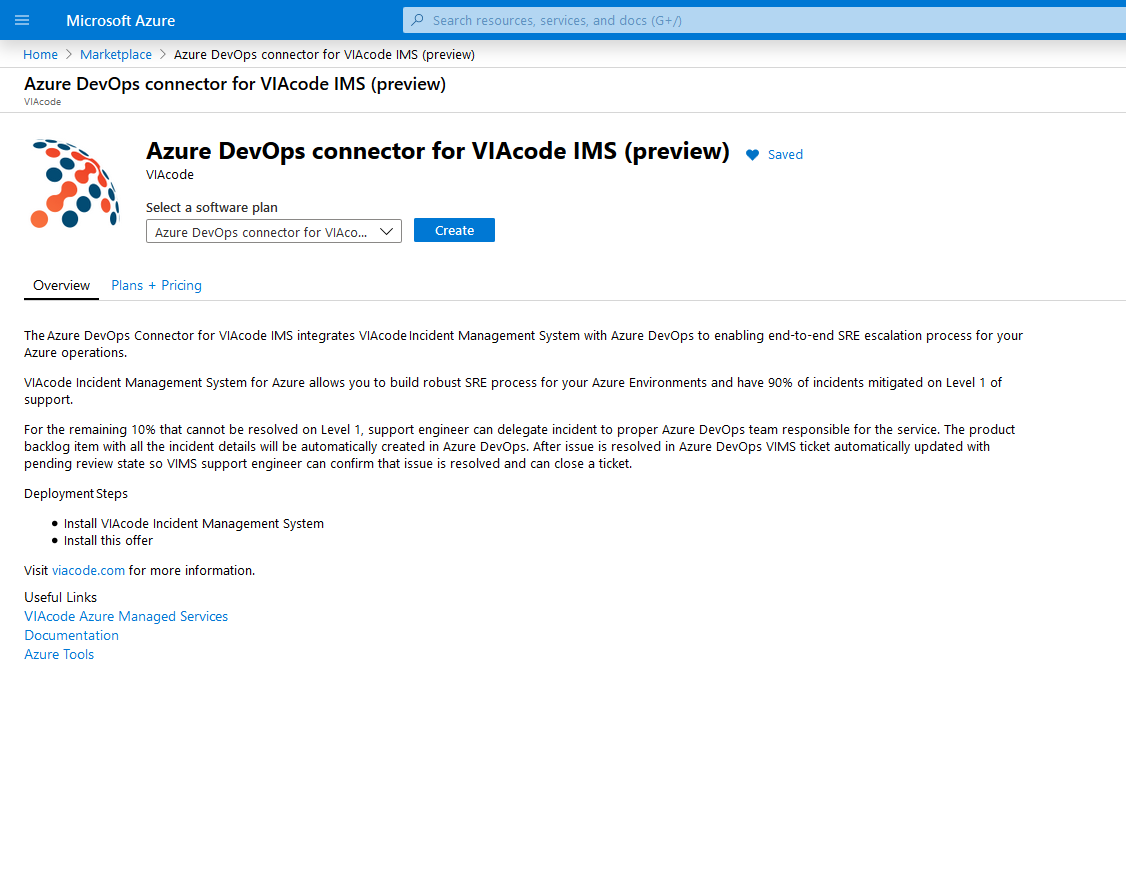 Microsoft Azure
Search resources, services, and docs (G+/)
Home > Marketplace > Azure DevOps connector for VIAcode IMS (preview)
Azure DevOps connector for VIAcode IMS (preview)
VIAcode
Azure DevOps connector for VIAcode IMS (preview)
Saved
VIAcode
Select a software plan
Azure DevOps connector for VIAco...
Create
Overview
Plans + Pricing
The Azure DevOps Connector for VIAcode IMS integrates VIAcode Incident Management System with Azure DevOps to enabling end-to-end SRE escalation process for your
Azure operations.
VIAcode Incident Management System for Azure allows you to build robust SRE process for your Azure Environments and have 90% of incidents mitigated on Level 1 of
support.
For the remaining 10% that cannot be resolved on Level 1, support engineer can delegate incident to proper Azure DevOps team responsible for the service. The product
backlog item with all the incident details will be automatically created in Azure DevOps. After issue is resolved in Azure DevOps VIMS ticket automatically updated with
pending review state so VIMS support engineer can confirm that issue is resolved and can close a ticket.
Deployment Steps
• Install VIAcode Incident Management System
• Install this offer
Visit viacode.com for more information.
Useful Links
VIAcode Azure Managed Services
Documentation
Azure Tools